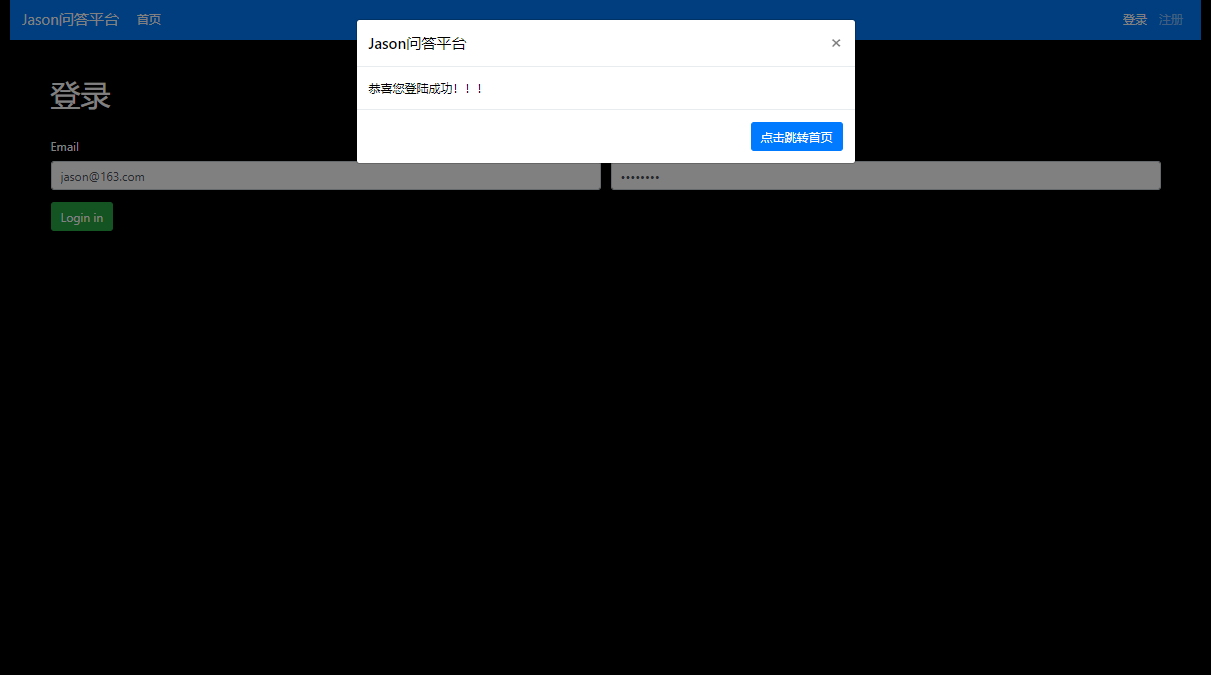 Jason问答平台 首页 登录 注册
Jason问答平台 ×
恭喜您登陆成功！！！
点击跳转首页
登录
Email
jason@163.com ••••••••
Login in